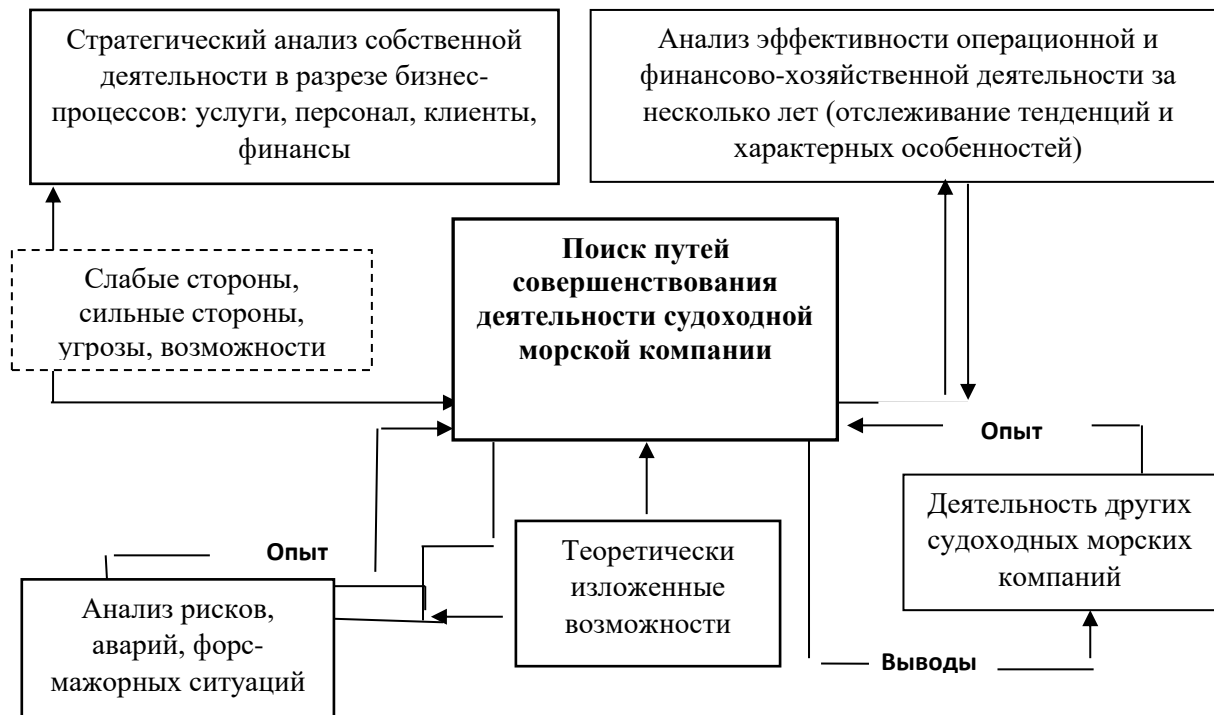 Стратегический анализ собственной
деятельности в разрезе бизнес-
процессов: услуги, персонал, клиенты,
финансы
Анализ эффективности операционной и
финансово-хозяйственной деятельности за
несколько лет (отслеживание тенденций и
характерных особенностей)
Слабые стороны,
сильные стороны,
угрозы, возможности
Поиск путей
совершенствования
деятельности судоходной
морской компании
Опыт
Деятельность других
судоходных морских
компаний
Опыт
Теоретически
изложенные
возможности
Анализ рисков,
аварий, форс-
мажорных ситуаций
Выводы